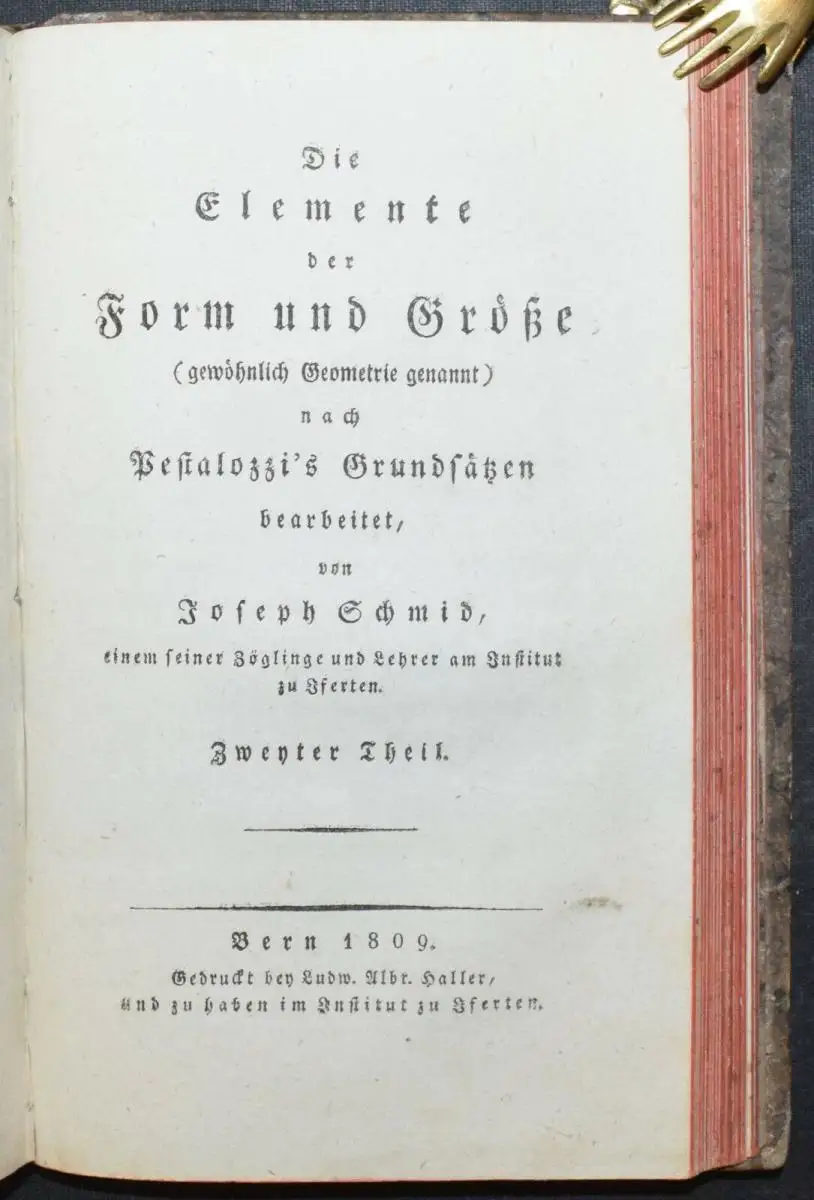 Die
Elemente
der
Form und Größe
(gewöhnlich Geometrie genannt)
nach
Pestalozzi's Grundsätzen
bearbeitet,
von
Joseph Schmid,
einem seiner Zöglinge und Lehrer am Institut
zu Iferten.
Zweyter Theil.
Bern 1809.
Gedruckt bey Ludw. Albr. Haller,
und zu haben im Institut zu Iferten.